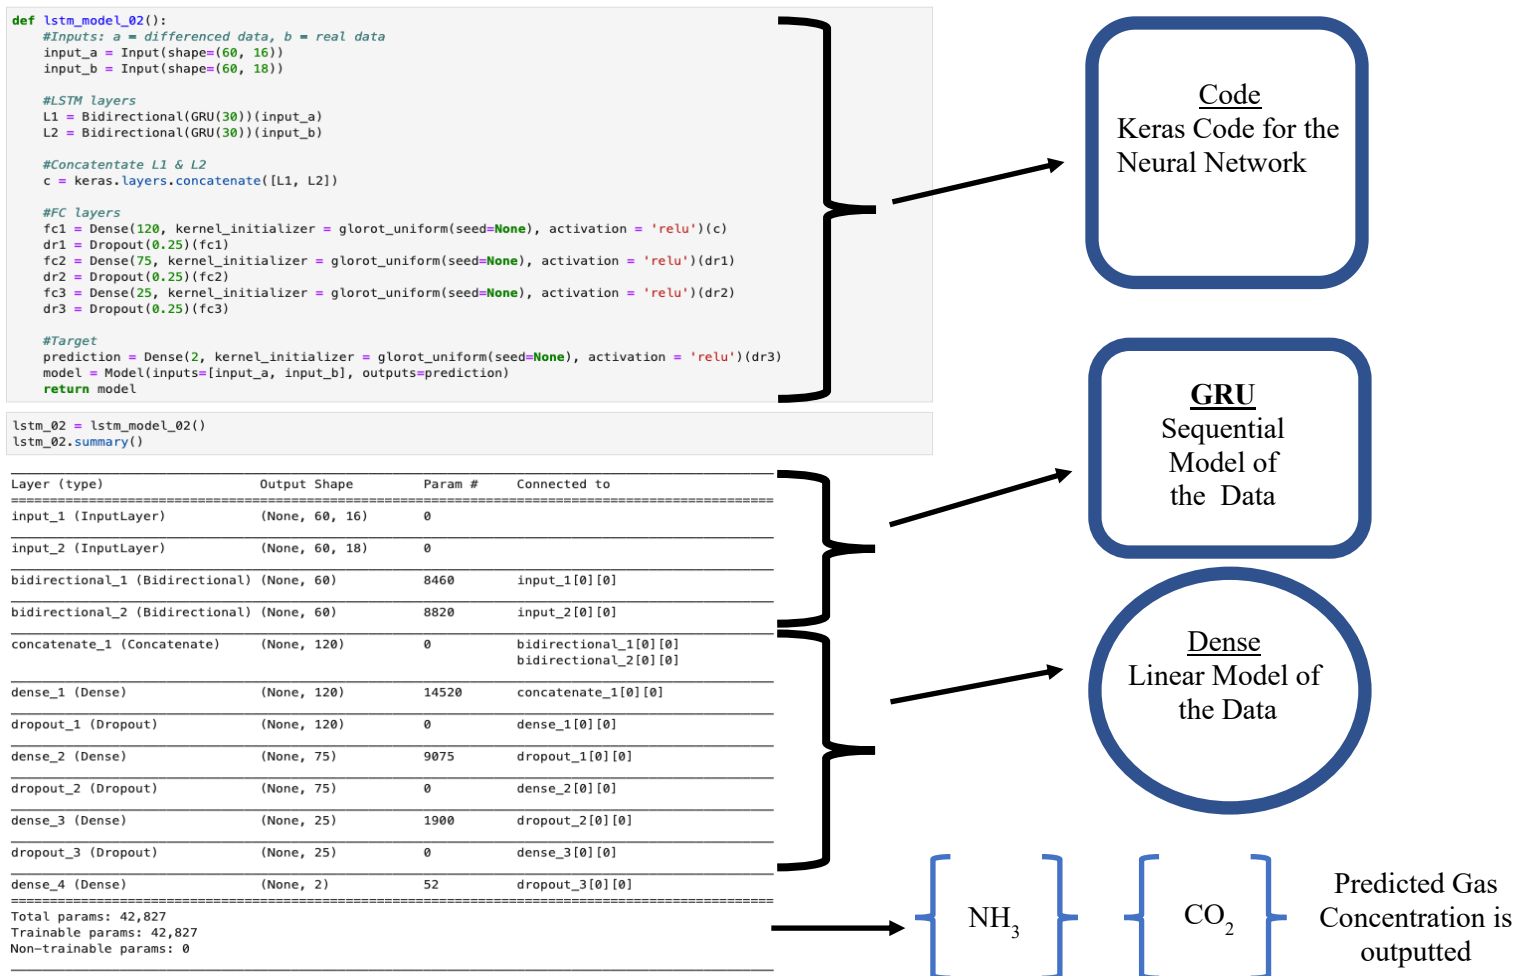 def lstm_model_02():
    #Inputs: a = differenced data, b = real data
    input_a = Input(shape=(60, 16))
    input_b = Input(shape=(60, 18))
    #LSTM layers
    L1 = Bidirectional(GRU(30))(input_a)
    L2 = Bidirectional(GRU(30))(input_b)
    #Concatentate L1 & L2
    c = keras.layers.concatenate([L1, L2])
    #FC layers
    fc1 = Dense(120, kernel_initializer = glorot_uniform(seed=None), activation = 'relu')(c)
    dr1 = Dropout(0.25)(fc1)
    fc2 = Dense(75, kernel_initializer = glorot_uniform(seed=None), activation = 'relu')(dr1)
    dr2 = Dropout(0.25)(fc2)
    fc3 = Dense(25, kernel_initializer = glorot_uniform(seed=None), activation = 'relu')(dr2)
    dr3 = Dropout(0.25)(fc3)
    #Target
    prediction = Dense(2, kernel_initializer = glorot_uniform(seed=None), activation = 'relu')(dr3)
    model = Model(inputs=[input_a, input_b], outputs=prediction)
    return model
Code
Keras Code for the
Neural Network
lstm_02 = lstm_model_02()
lstm_02.summary()
GRU
Sequential
Model of
the Data
Layer (type) Output Shape Param # Connected to
input_1 (InputLayer) (None, 60, 16) 0
input_2 (InputLayer) (None, 60, 18) 0
bidirectional_1 (Bidirectional) (None, 60) 8460 input_1[0][0]
bidirectional_2 (Bidirectional) (None, 60) 8820 input_2[0][0]
concatenate_1 (Concatenate) (None, 120) 0 bidirectional_1[0][0]
bidirectional_2[0][0]
dense_1 (Dense) (None, 120) 14520 concatenate_1[0][0]
dropout_1 (Dropout) (None, 120) 0 dense_1[0][0]
dense_2 (Dense) (None, 75) 9075 dropout_1[0][0]
dropout_2 (Dropout) (None, 75) 0 dense_2[0][0]
dense_3 (Dense) (None, 25) 1900 dropout_2[0][0]
dropout_3 (Dropout) (None, 25) 0 dense_3[0][0]
dense_4 (Dense) (None, 2) 52 dropout_3[0][0]
Dense
Linear Model of
the Data
Total params: 42,827
Trainable params: 42,827
Non-trainable params: 0
NH3
CO2
Predicted Gas
Concentration is
outputted